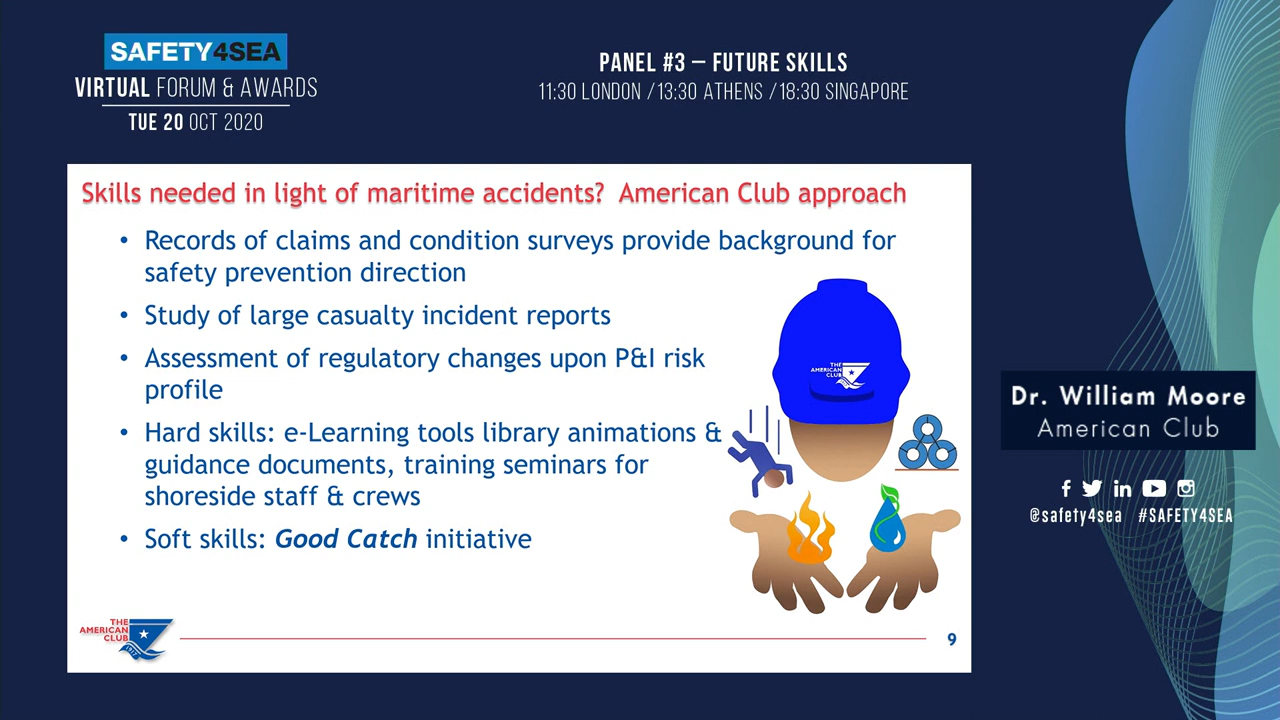 SAFETY4SEA
VIRTUAL FORUM & AWARDS
TUE 20 OCT 2020
PANEL #3 – FUTURE SKILLS
11:30 LONDON / 13:30 ATHENS / 18:30 SINGAPORE
Skills needed in light of maritime accidents? American Club approach
• Records of claims and condition surveys provide background for
safety prevention direction
• Study of large casualty incident reports
• Assessment of regulatory changes upon P&I risk
profile
• Hard skills: e-Learning tools library animations &
guidance documents, training seminars for
shoreside staff & crews
• Soft skills: Good Catch initiative
THE
AMERICAN
CLUB
THE
AMERICAN
CLUB
1917
9
Dr. William Moore
American Club
@safety4sea #SAFETY4SEA